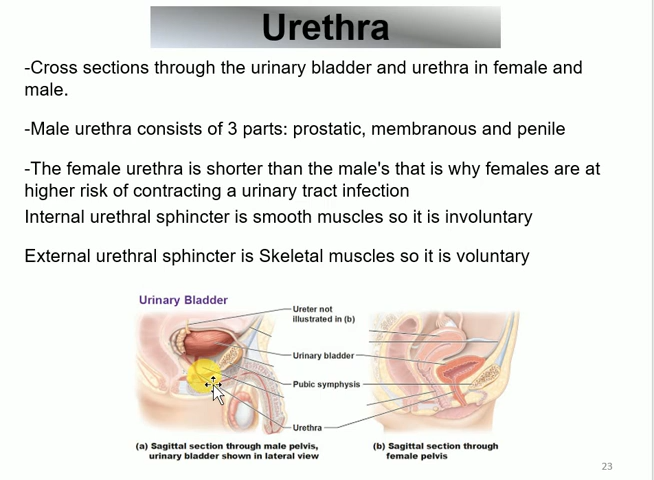 Urethra
-Cross sections through the urinary bladder and urethra in female and
male.
-Male urethra consists of 3 parts: prostatic, membranous and penile
-The female urethra is shorter than the male's that is why females are at
higher risk of contracting a urinary tract infection
Internal urethral sphincter is smooth muscles so it is involuntary
External urethral sphincter is Skeletal muscles so it is voluntary
Urinary Bladder
Ureter not
illustrated in (b)
Urinary bladder
Pubic symphysis
Urethra
(a) Sagittal section through male pelvis,
urinary bladder shown in lateral view
(b) Sagittal section through
female pelvis
23